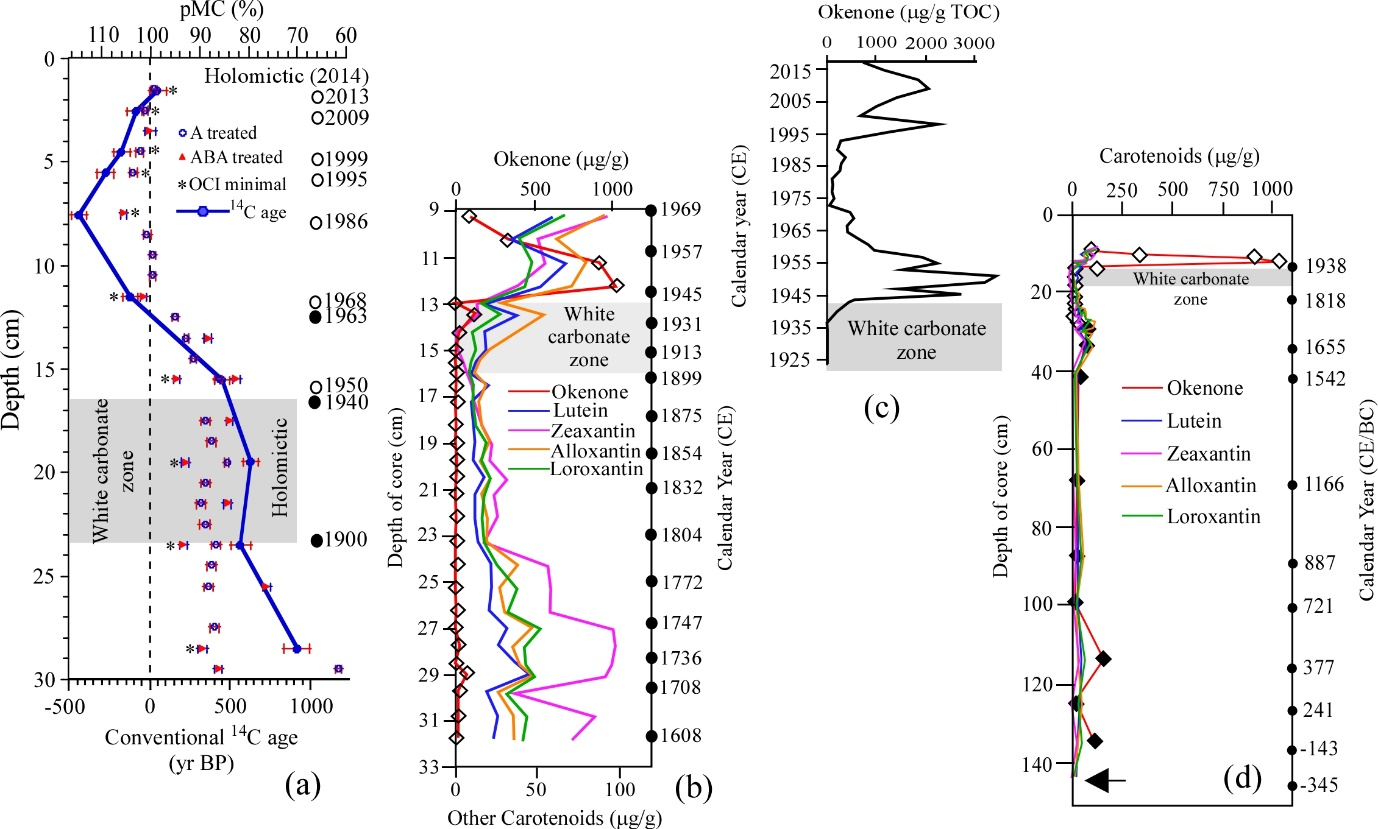 pMC (%)
110 100 90 80 70 60
Holomictic (2014)
2013
2009
A treated
ABA treated
*OCI minimal
14C age
1999
1995
1986
1968
1963
1950
1940
1900
White carbonate
zone
Holomictic
Depth (cm)
0
5
10
15
20
25
30
-500 0 500 1000
Conventional 14C age
(yr BP)
(a)
Okenone (µg/g)
0 500 1000
9
11
13
15
17
19
21
23
25
27
29
31
33
Depth of core (cm)
White
carbonate
zone
Okenone
Lutein
Zeaxantin
Alloxantin
Loroxantin
1969
1957
1945
1931
1913
1899
1875
1854
1832
1804
1772
1747
1736
1708
1608
Calendar Year (CE)
0 50 100
Other Carotenoids (µg/g)
(b)
Okenone (µg/g TOC)
0 1000 2000 3000
2015
2005
1995
1985
1975
1965
1955
1945
1935
1925
Calendar year (CE)
White carbonate
zone
(c)
Carotenoids (µg/g)
0 250 500 750 1000
0
20
40
60
80
100
120
140
Depth of core (cm)
White carbonate
zone
Okenone
Lutein
Zeaxantin
Alloxantin
Loroxantin
1938
1818
1655
1542
1166
887
721
377
241
-143
-345
Calendar Year (CE/BC)
(d)